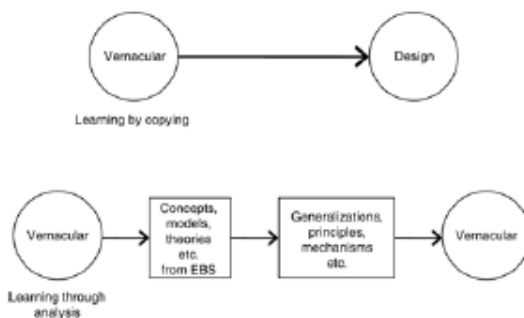 Vernacular
Design
Learning by copying
Concepts,
models,
theories
etc.
from EBS
Generalizations,
principles,
mechanisms
etc.
Vernacular
Vernacular
Learning through
analysis